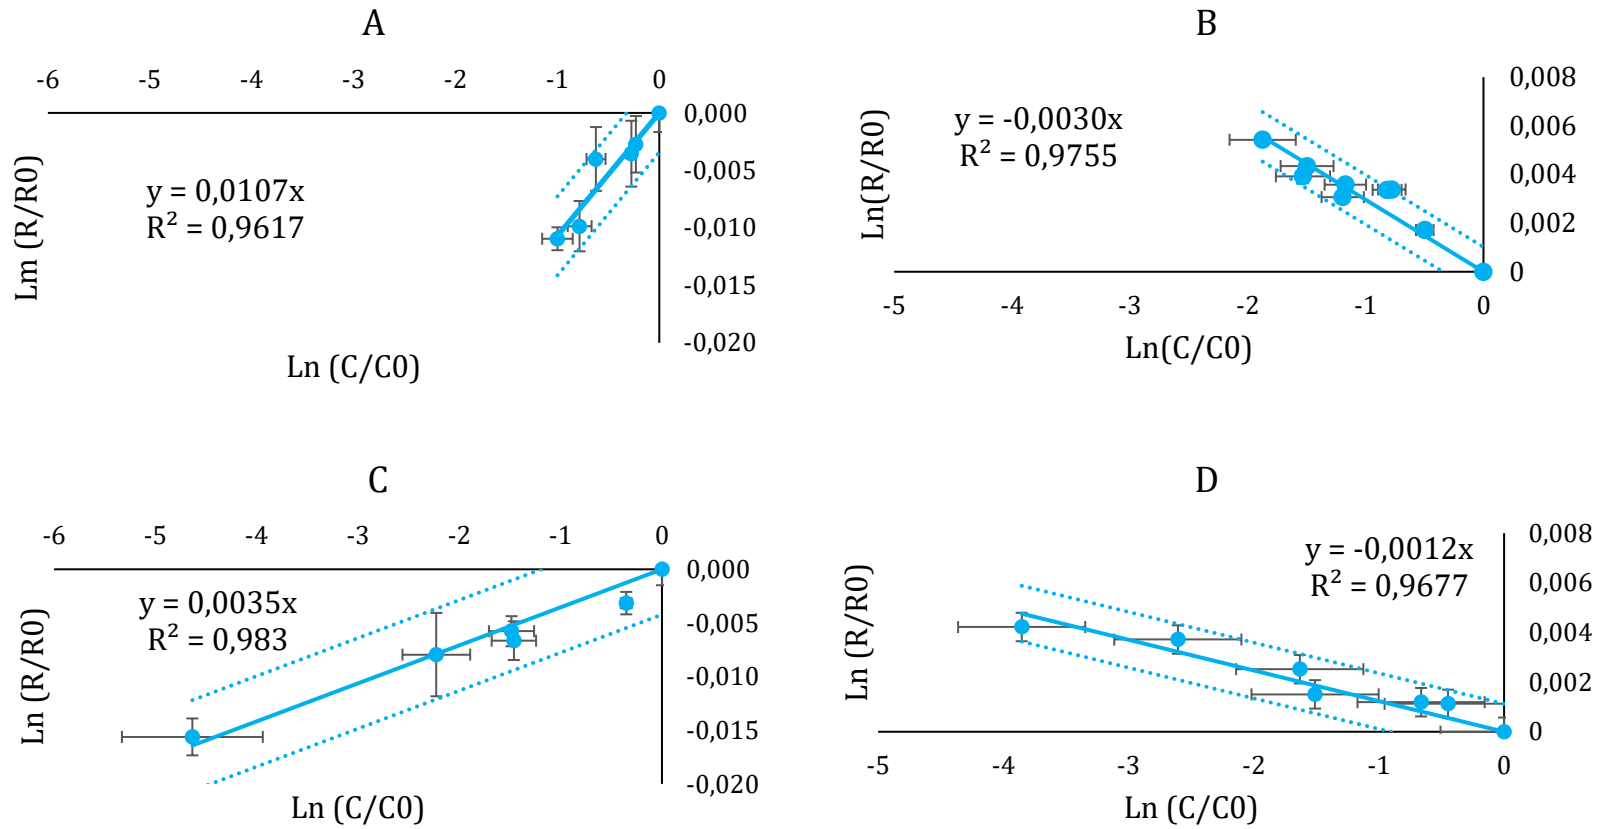 A
-6 -5 -4 -3 -2 -1 0
0,000
-0,005
-0,010
-0,015
-0,020
y = 0,0107x
R² = 0,9617
Lm (R/R0)
Ln (C/C0)
B
0,008
0,006
0,004
0,002
0
y = -0,0030x
R² = 0,9755
Ln(R/R0)
-5 -4 -3 -2 -1 0
Ln(C/C0)
C
-6 -5 -4 -3 -2 -1 0
0,000
-0,005
-0,010
-0,015
-0,020
y = 0,0035x
R² = 0,983
Ln (R/R0)
Ln (C/C0)
D
0,008
0,006
0,004
0,002
0
y = -0,0012x
R² = 0,9677
Ln (R/R0)
-5 -4 -3 -2 -1 0
Ln (C/C0)